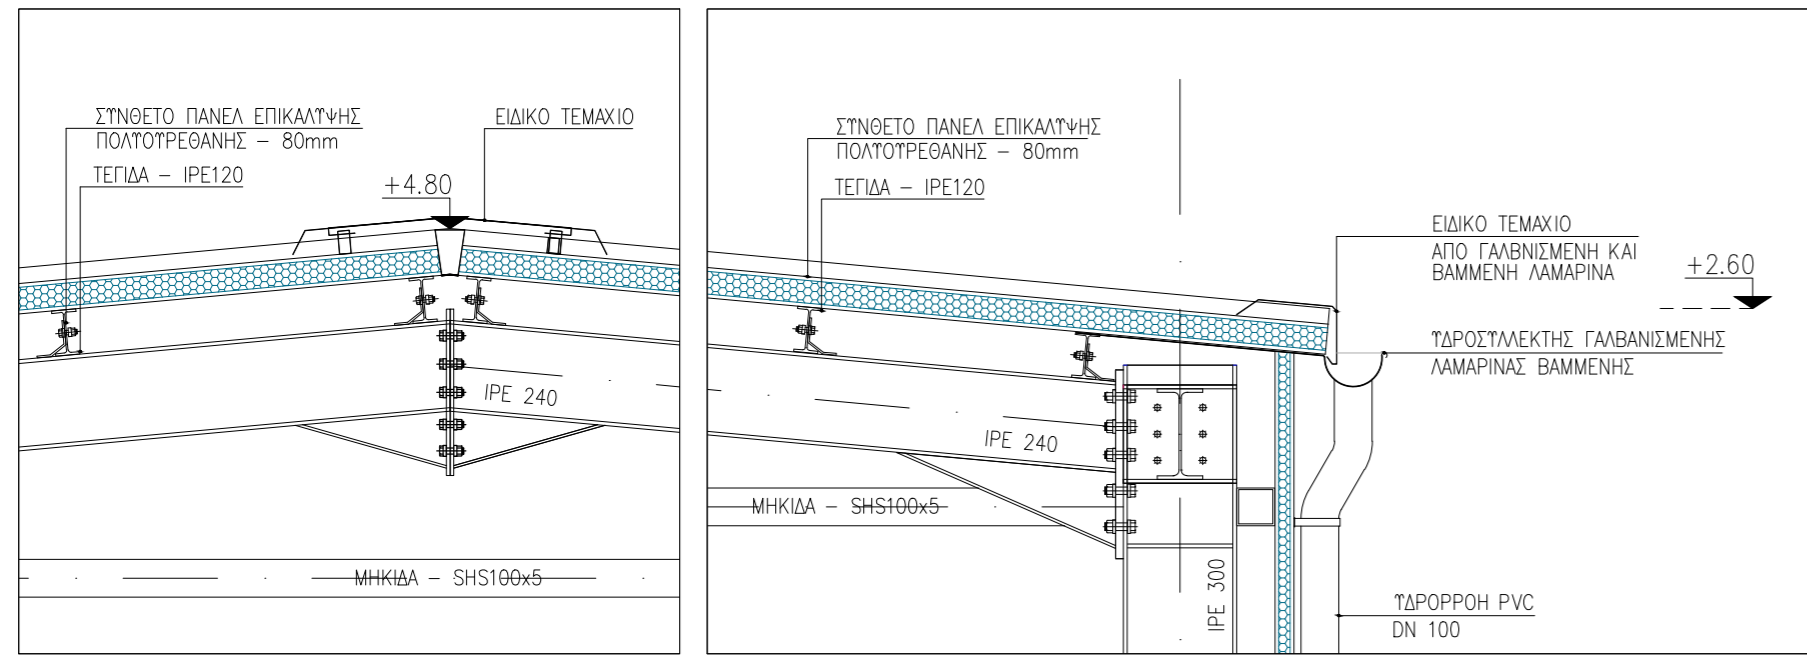 ΣΥΝΘΕΤΟ ΠΑΝΕΛ ΕΠΙΚΑΛΥΨΗΣ
ΠΟΛΥΟΥΡΕΘΑΝΗΣ – 80mm
ΤΕΓΙΔΑ – IPE120
+4.80
ΕΙΔΙΚΟ ΤΕΜΑΧΙΟ
IPE 240
ΜΗΚΙΔΑ – SHS100x5
ΣΥΝΘΕΤΟ ΠΑΝΕΛ ΕΠΙΚΑΛΥΨΗΣ
ΠΟΛΥΟΥΡΕΘΑΝΗΣ – 80mm
ΤΕΓΙΔΑ – IPE120
ΕΙΔΙΚΟ ΤΕΜΑΧΙΟ
ΑΠΟ ΓΑΛΒΝΙΣΜΕΝΗ ΚΑΙ
ΒΑΜΜΕΝΗ ΛΑΜΑΡΙΝΑ
+2.60
ΥΔΡΟΣΥΛΛΕΚΤΗΣ ΓΑΛΒΑΝΙΣΜΕΝΗΣ
ΛΑΜΑΡΙΝΑΣ ΒΑΜΜΕΝΗΣ
IPE 240
ΜΗΚΙΔΑ – SHS100x5
IPE 300
ΥΔΡΟΡΡΟΗ PVC
DN 100